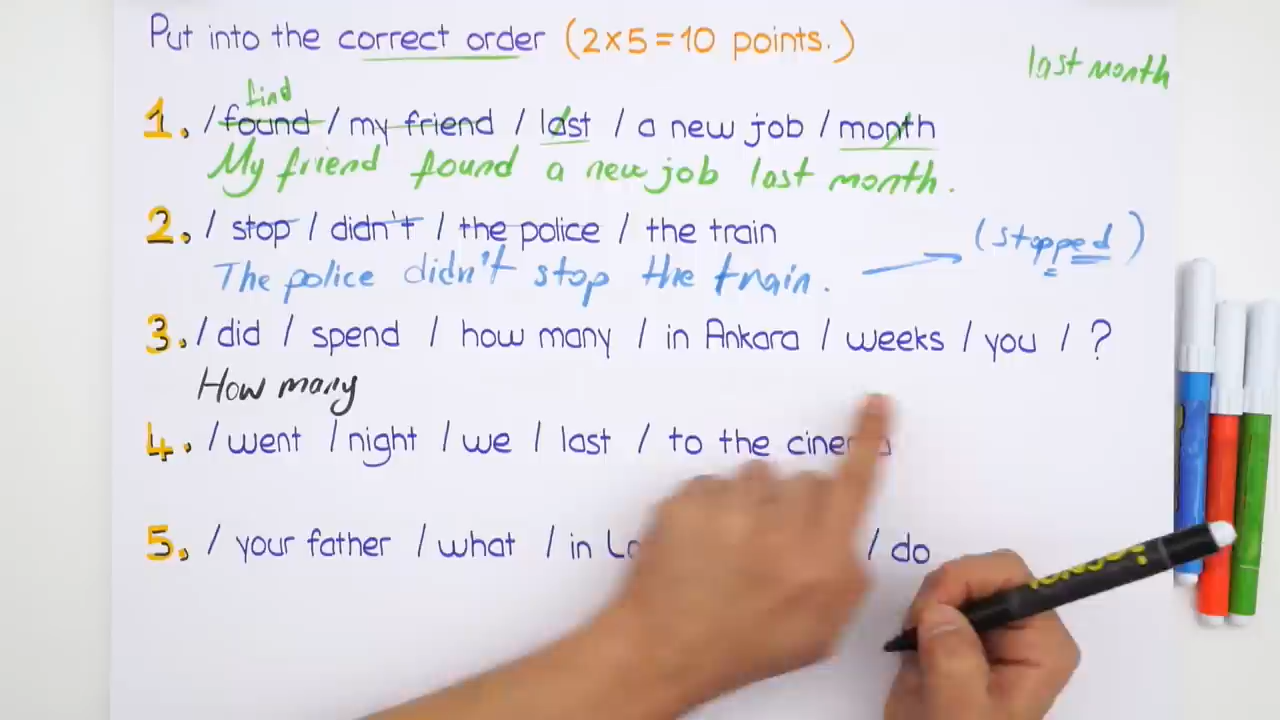 Put into the correct order (2x5=10 points.)
last month
find
1. / found / my friend / last / a new job / month
My friend found a new job last month.
2. / stop / didn't / the police / the train
The police didn't stop the train. (stopped)
3. / did / spend / how many / in Ankara / weeks / you / ?
How many
4. / went / night / we / last / to the cinema
5. / your father / what / in / do